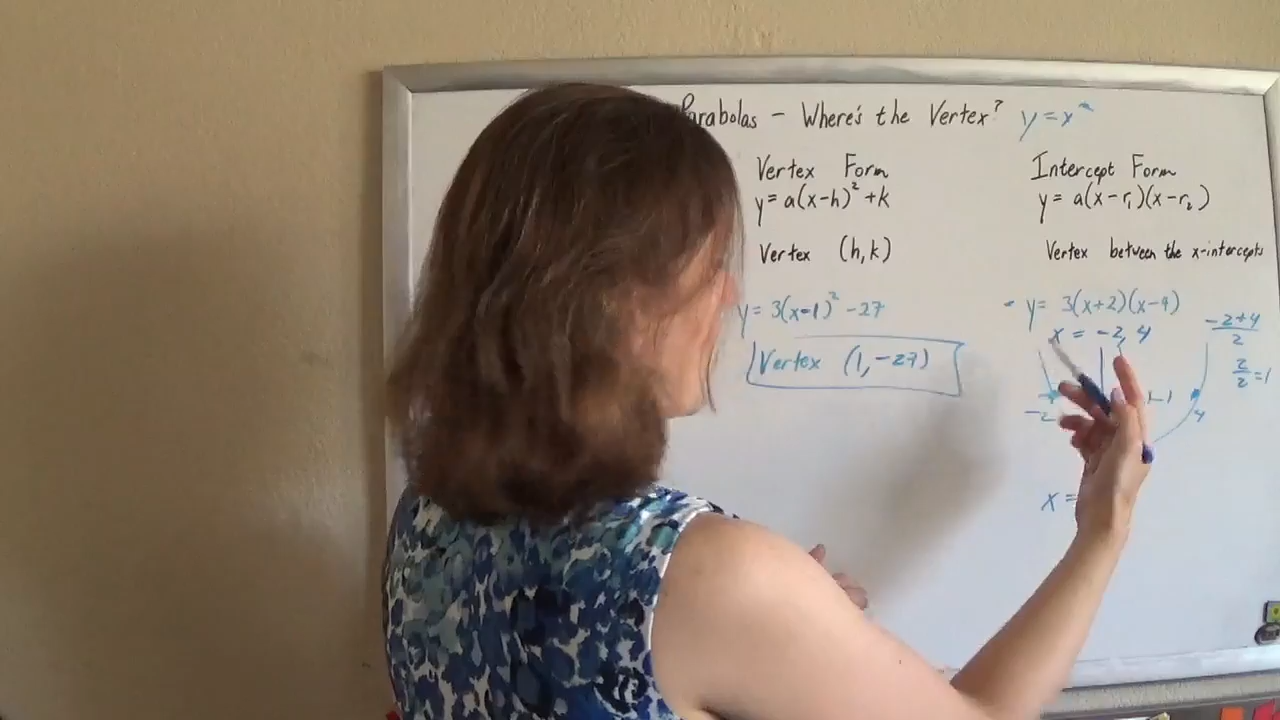 Parabolas - Where's the Vertex? y = x²
Vertex Form
y = a(x-h)² + k
Vertex (h, k)
y = 3(x-1)² - 27
Vertex (1, -27)
Intercept Form
y = a(x-r₁)(x-r₂)
Vertex between the x-intercepts
y = 3(x+2)(x-4)
x = -2, 4
-2+4
2
2
2 = 1
-2
4
x =